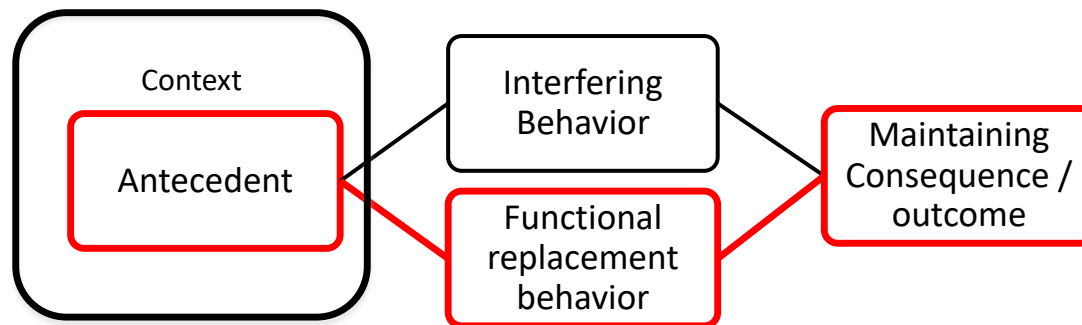 Context
Antecedent
Interfering
Behavior
Functional
replacement
behavior
Maintaining
Consequence /
outcome